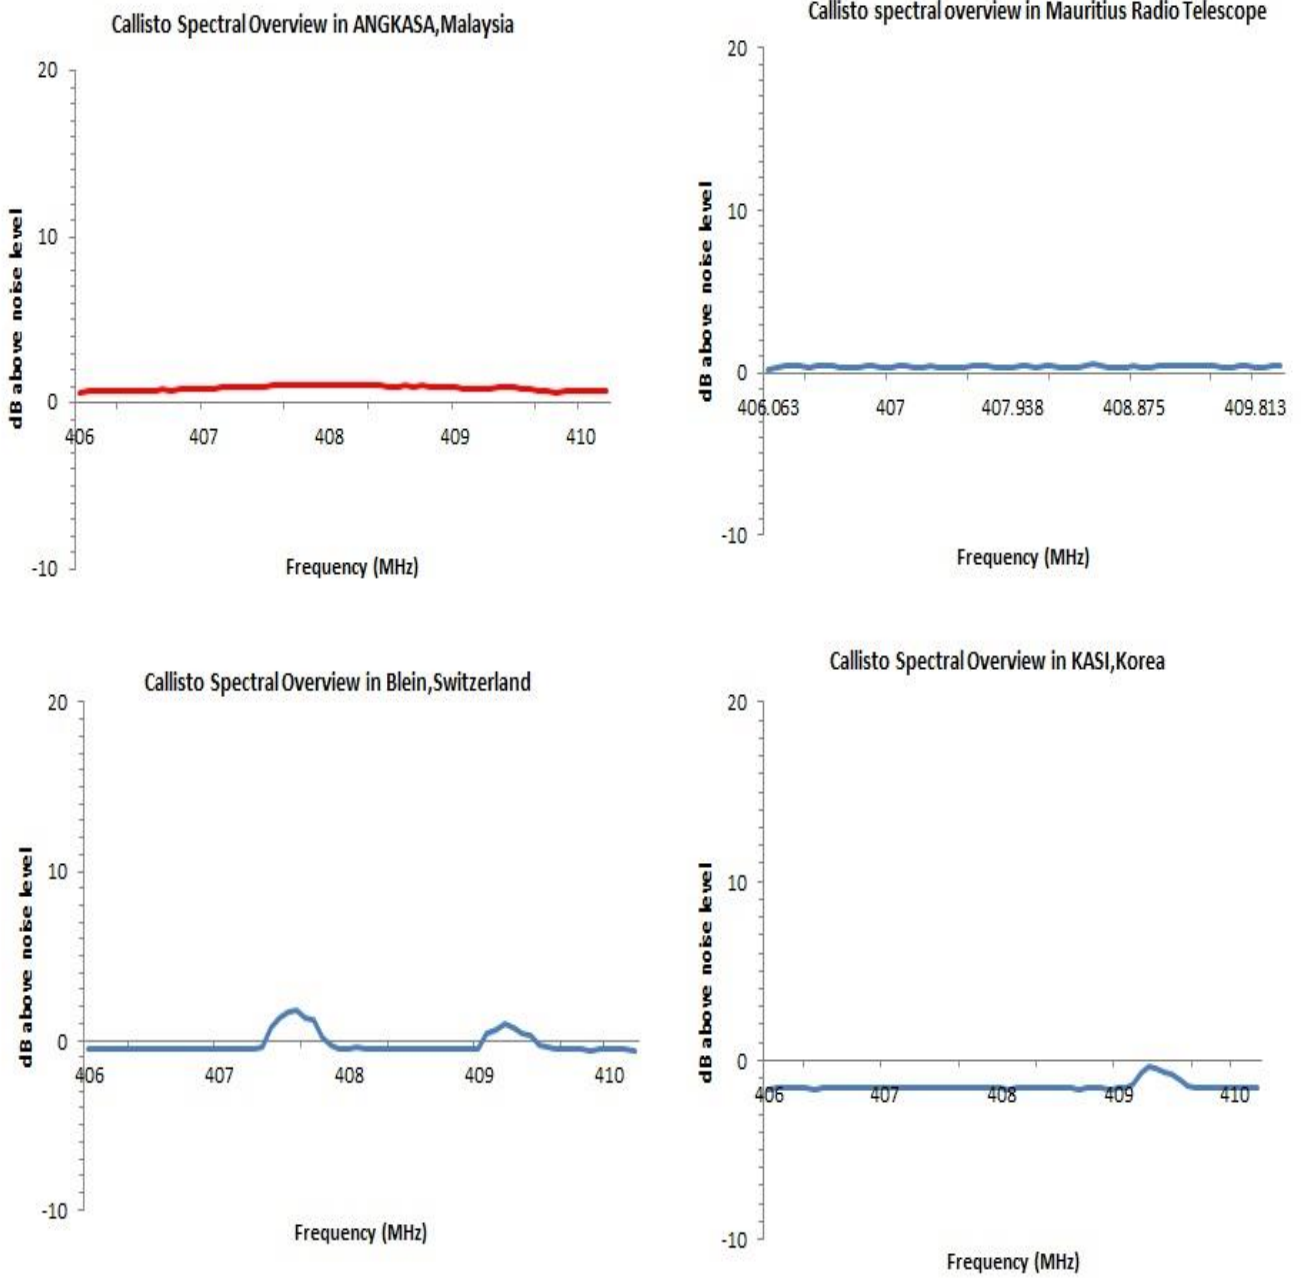 Callisto Spectral Overview in ANGKASA,Malaysia
20
10
0
-10
dB above noise level
406 407 408 409 410
Frequency (MHz)
Callisto spectral overview in Mauritius Radio Telescope
20
10
0
-10
dB above noise level
406.063 407 407.938 408.875 409.813
Frequency (MHz)
Callisto Spectral Overview in Blein,Switzerland
20
10
0
-10
dB above noise level
406 407 408 409 410
Frequency (MHz)
Callisto Spectral Overview in KASI,Korea
20
10
0
-10
dB above noise level
406 407 408 409 410
Frequency (MHz)